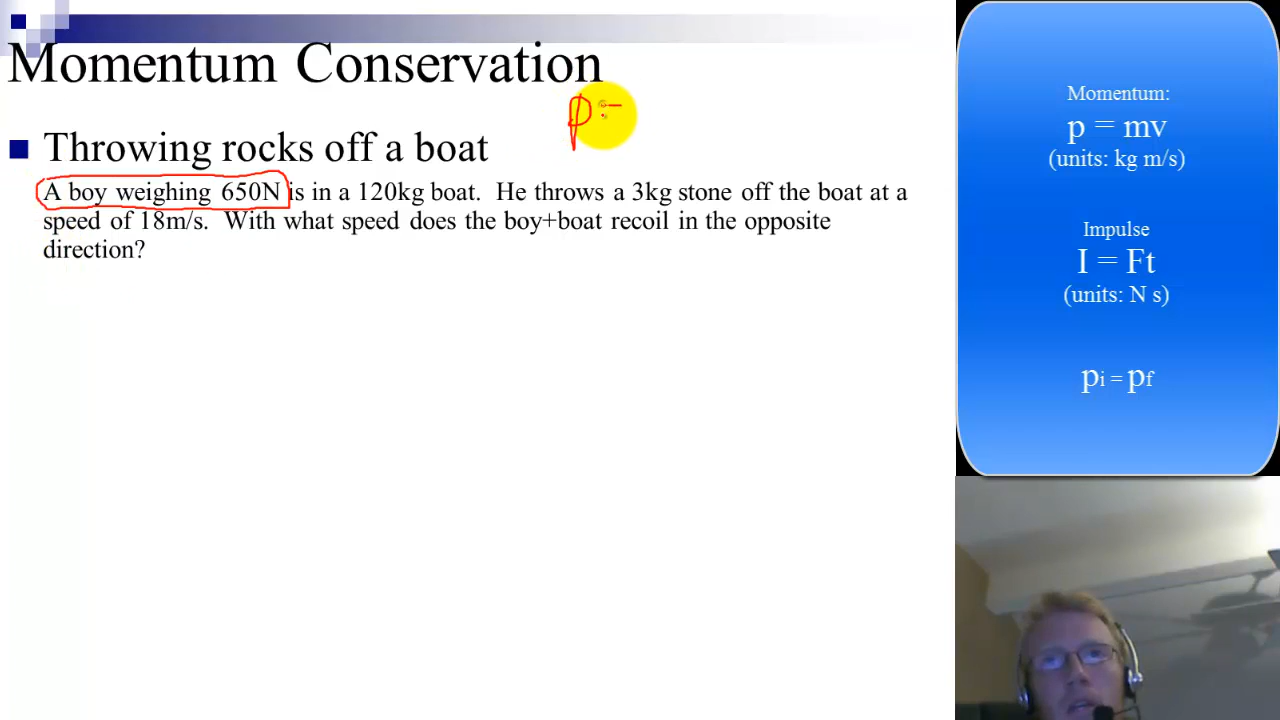 Momentum Conservation
p=
Throwing rocks off a boat
A boy weighing 650N is in a 120kg boat. He throws a 3kg stone off the boat at a
speed of 18m/s. With what speed does the boy+boat recoil in the opposite
direction?
Momentum:
p = mv
(units: kg m/s)
Impulse
I = Ft
(units: N s)
pi = pf